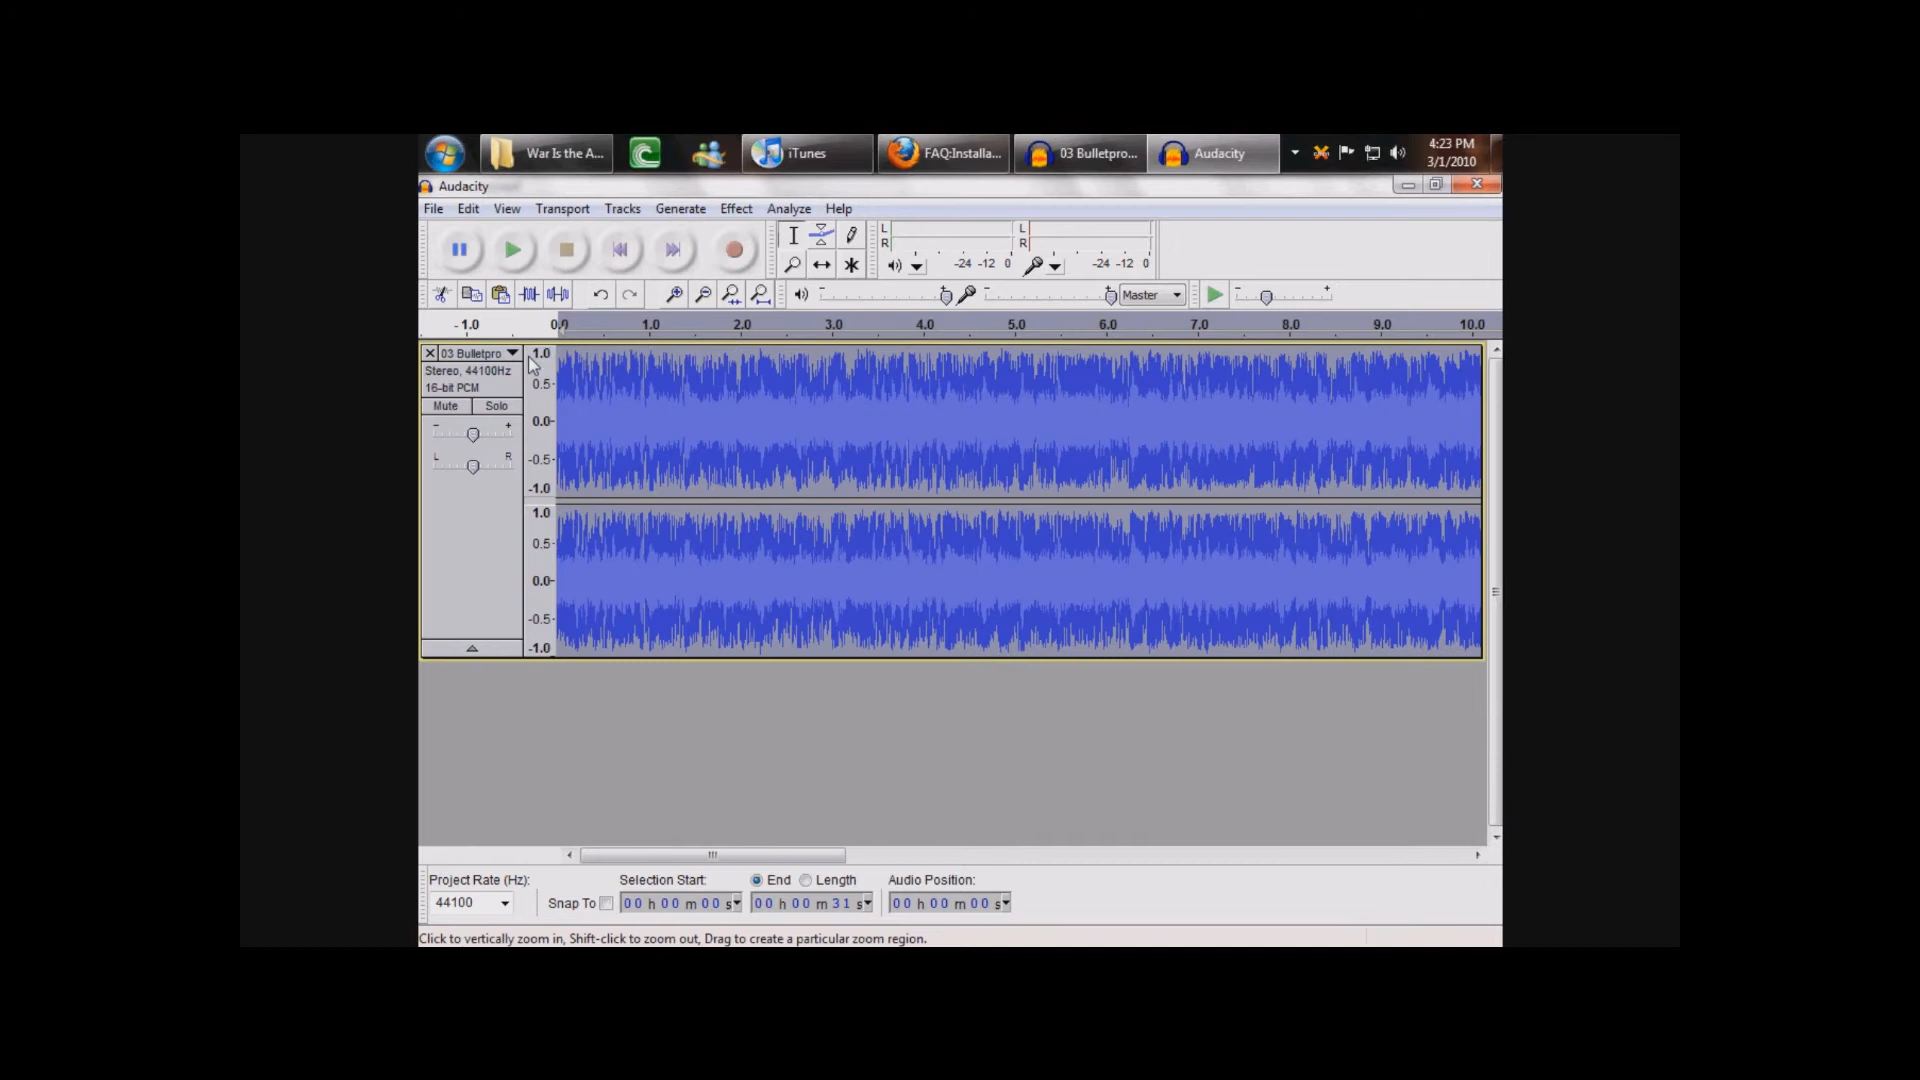 War Is the A...
iTunes
FAQ:Installa...
03 Bulletpro...
Audacity
4:23 PM
3/1/2010
Audacity
File Edit View Transport Tracks Generate Effect Analyze Help
L L
R R
-24 -12 0 -24 -12 0
Master
- 1.0 0.0 1.0 2.0 3.0 4.0 5.0 6.0 7.0 8.0 9.0 10.0
03 Bulletpro
Stereo, 44100Hz
16-bit PCM
Mute Solo
- +
L R
1.0
0.5-
0.0-
-0.5-
-1.0
1.0
0.5-
0.0-
-0.5-
-1.0
Project Rate (Hz): Selection Start: End Length Audio Position:
44100 Snap To 00 h 00 m 00 s 00 h 00 m 31 s 00 h 00 m 00 s
Click to vertically zoom in, Shift-click to zoom out, Drag to create a particular zoom region.